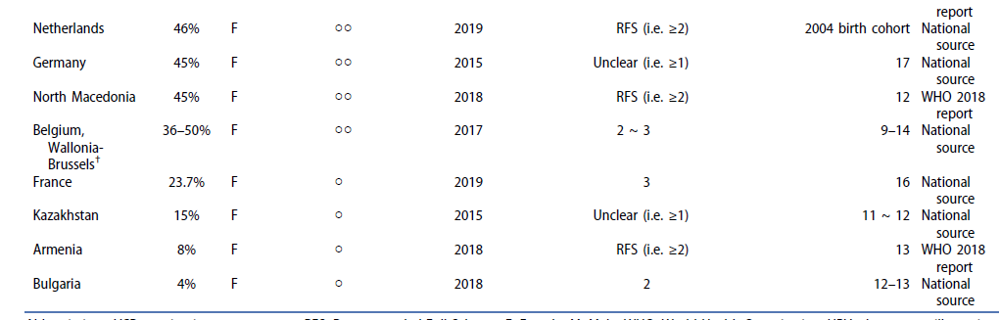 report
Netherlands 46% F ○○ 2019 RFS (i.e. ≥2) 2004 birth cohort National
source
Germany 45% F ○○ 2015 Unclear (i.e. ≥1) 17 National
source
North Macedonia 45% F ○○ 2018 RFS (i.e. ≥2) 12 WHO 2018
report
Belgium, 36–50% F ○○ 2017 2 ~ 3 9–14 National
Wallonia- source
Brussels†
France 23.7% F ○ 2019 3 16 National
source
Kazakhstan 15% F ○ 2015 Unclear (i.e. ≥1) 11 ~ 12 National
source
Armenia 8% F ○ 2018 RFS (i.e. ≥2) 13 WHO 2018
report
Bulgaria 4% F ○ 2018 2 12–13 National
source